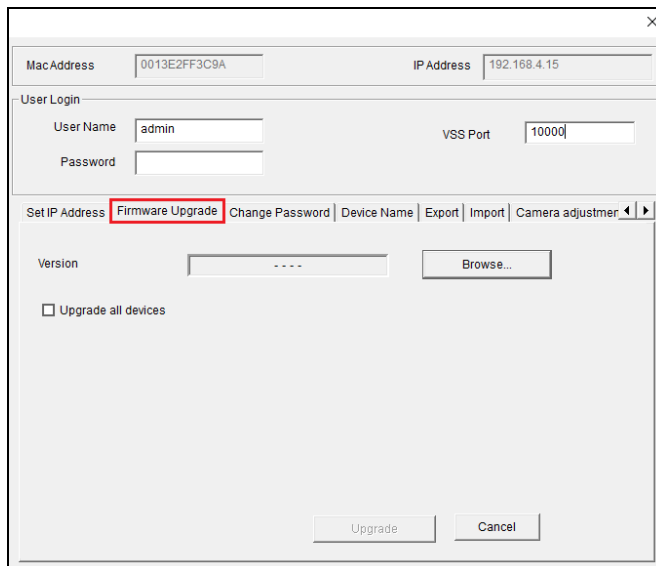 Mac Address 0013E2FF3C9A IP Address 192.168.4.15
User Login
User Name admin VSS Port 10000
Password
Set IP Address Firmware Upgrade Change Password Device Name Export Import Camera adjustmer
Version ---- Browse...
Upgrade all devices
Upgrade Cancel